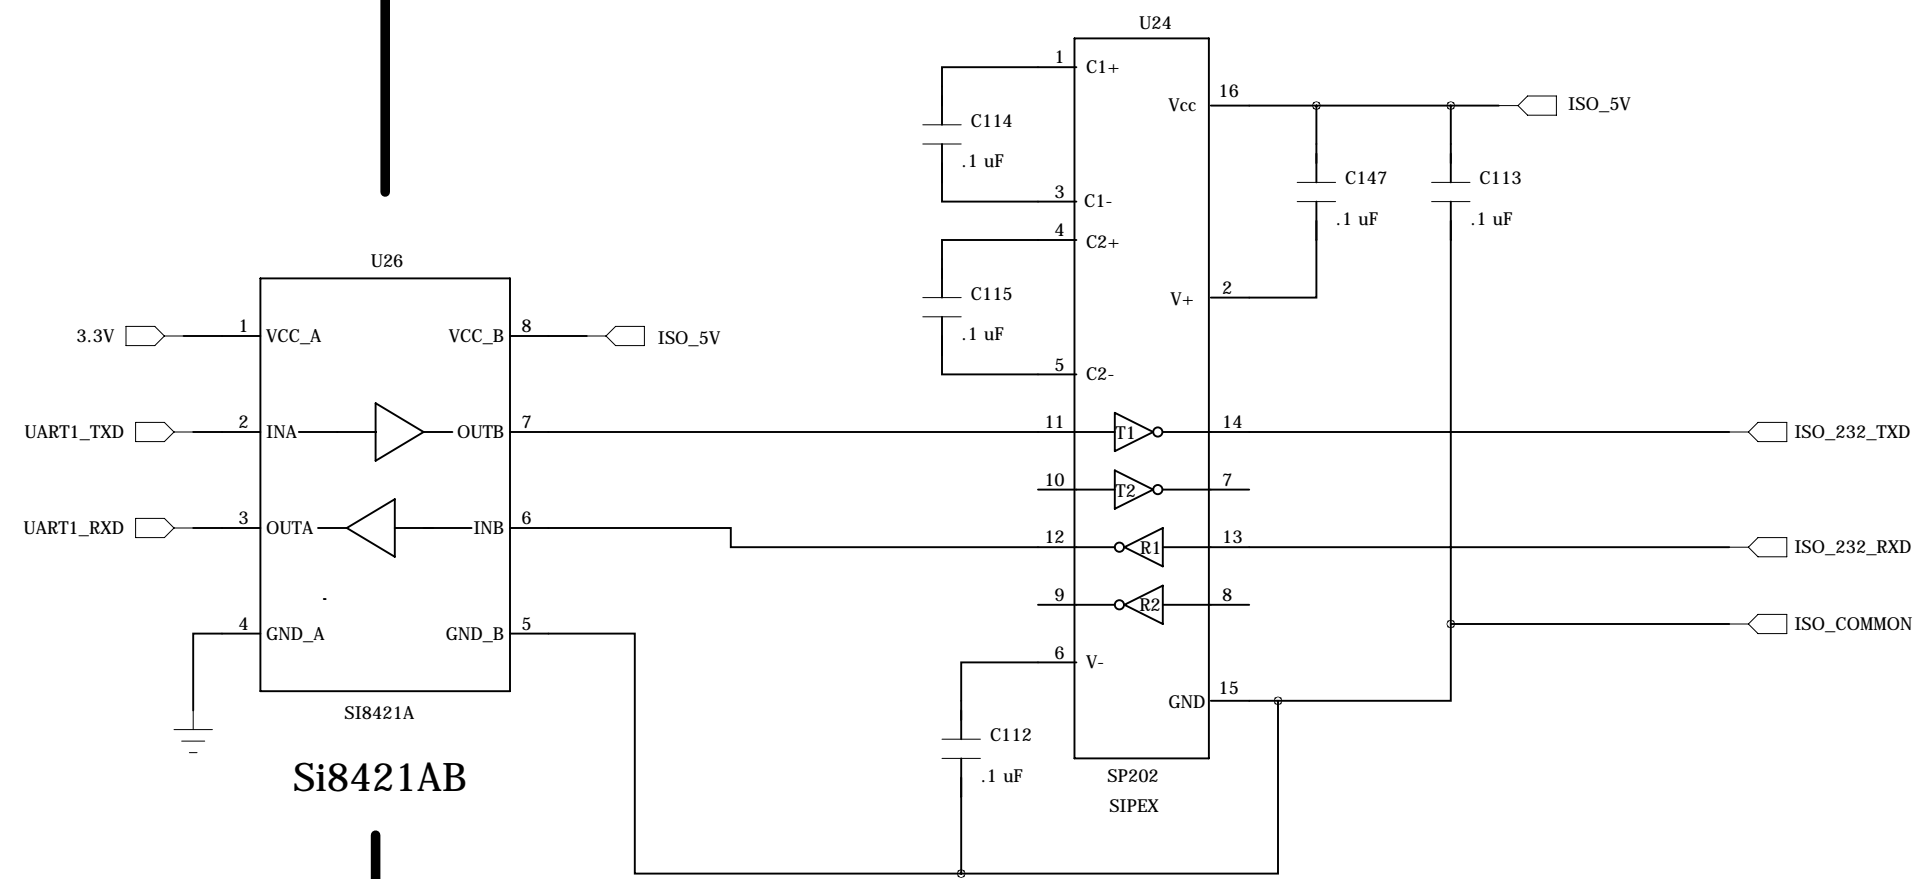 U24
1
C1+
Vcc
16
ISO_5V
C114
.1 uF
C147
.1 uF
C113
.1 uF
3
C1-
4
C2+
U26
C115
.1 uF
V+
2
3.3V
1
VCC_A
VCC_B
8
ISO_5V
5
C2-
UART1_TXD
2
INA
OUTB
7
11
T1
14
ISO_232_TXD
10
T2
7
UART1_RXD
3
OUTA
INB
6
12
R1
13
ISO_232_RXD
9
R2
8
4
GND_A
GND_B
5
ISO_COMMON
6
V-
GND
15
SI8421A
C112
.1 uF
Si8421AB
SP202
SIPEX